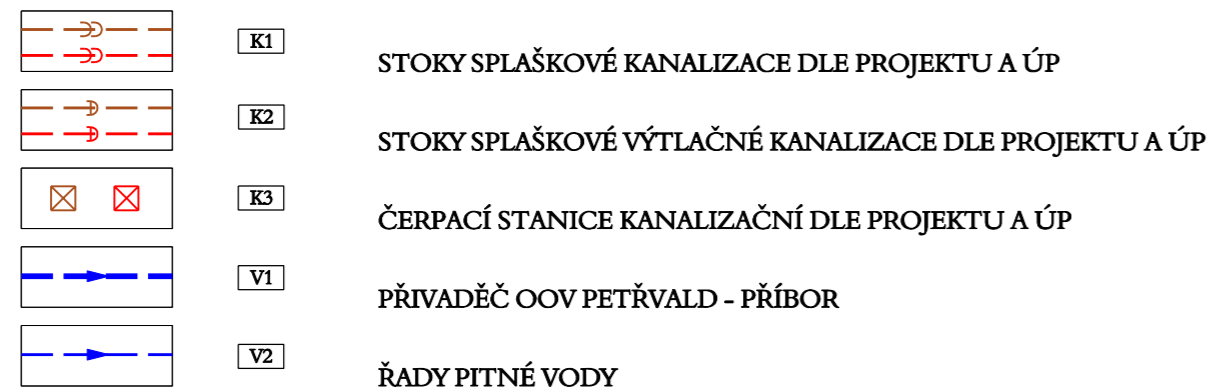 K1 STOKY SPLAŠKOVÉ KANALIZACE DLE PROJEKTU A ÚP
K2 STOKY SPLAŠKOVÉ VÝTLAČNÉ KANALIZACE DLE PROJEKTU A ÚP
K3 ČERPACÍ STANICE KANALIZAČNÍ DLE PROJEKTU A ÚP
V1 PŘIVADĚČ OOV PETŘVALD - PŘÍBOR
V2 ŘADY PITNÉ VODY